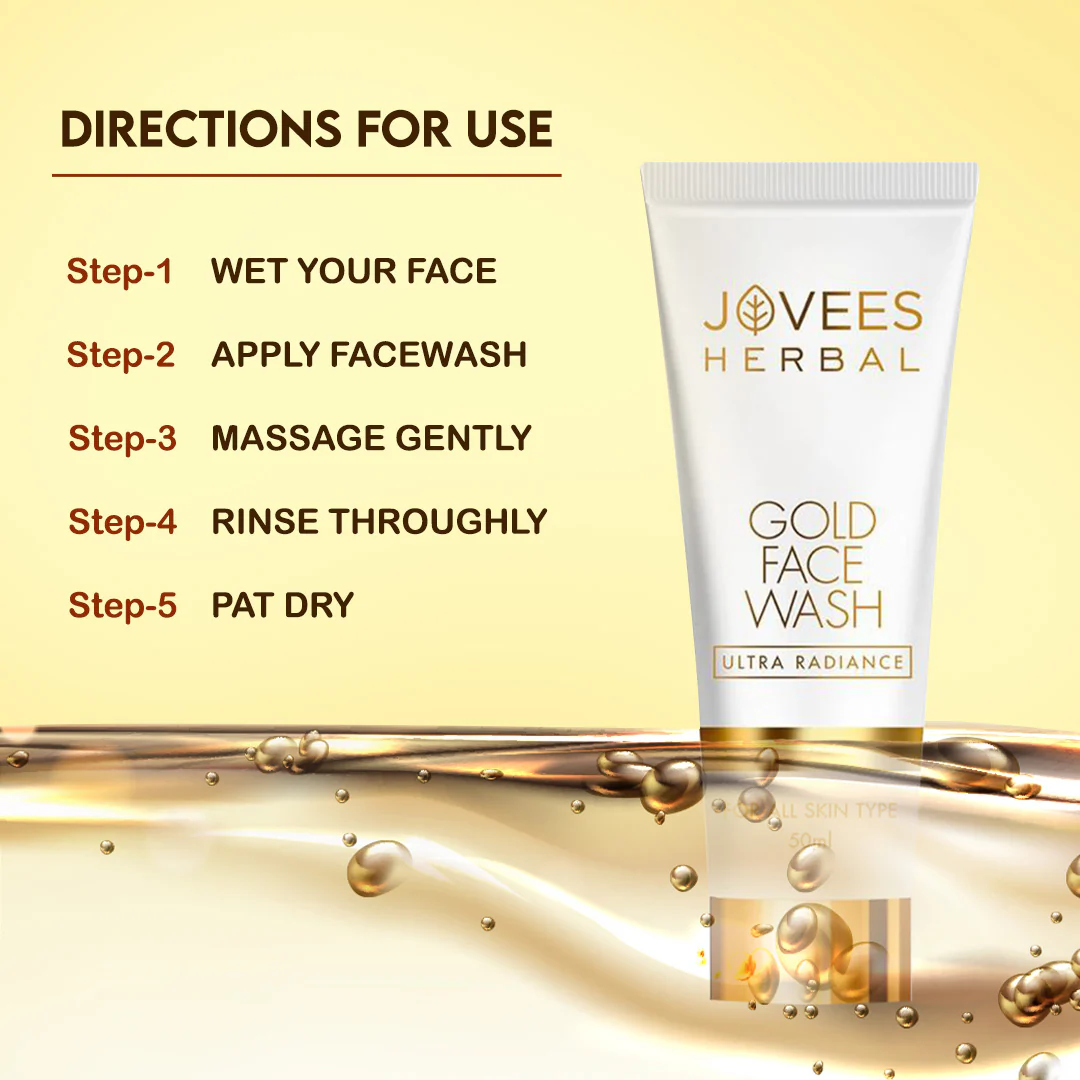 DIRECTIONS FOR USE
Step-1 WET YOUR FACE
Step-2 APPLY FACEWASH
Step-3 MASSAGE GENTLY
Step-4 RINSE THROUGHLY
Step-5 PAT DRY
JOVEES
HERBAL
GOLD
FACE
WASH
ULTRA RADIANCE
FOR ALL SKIN TYPE
50ml